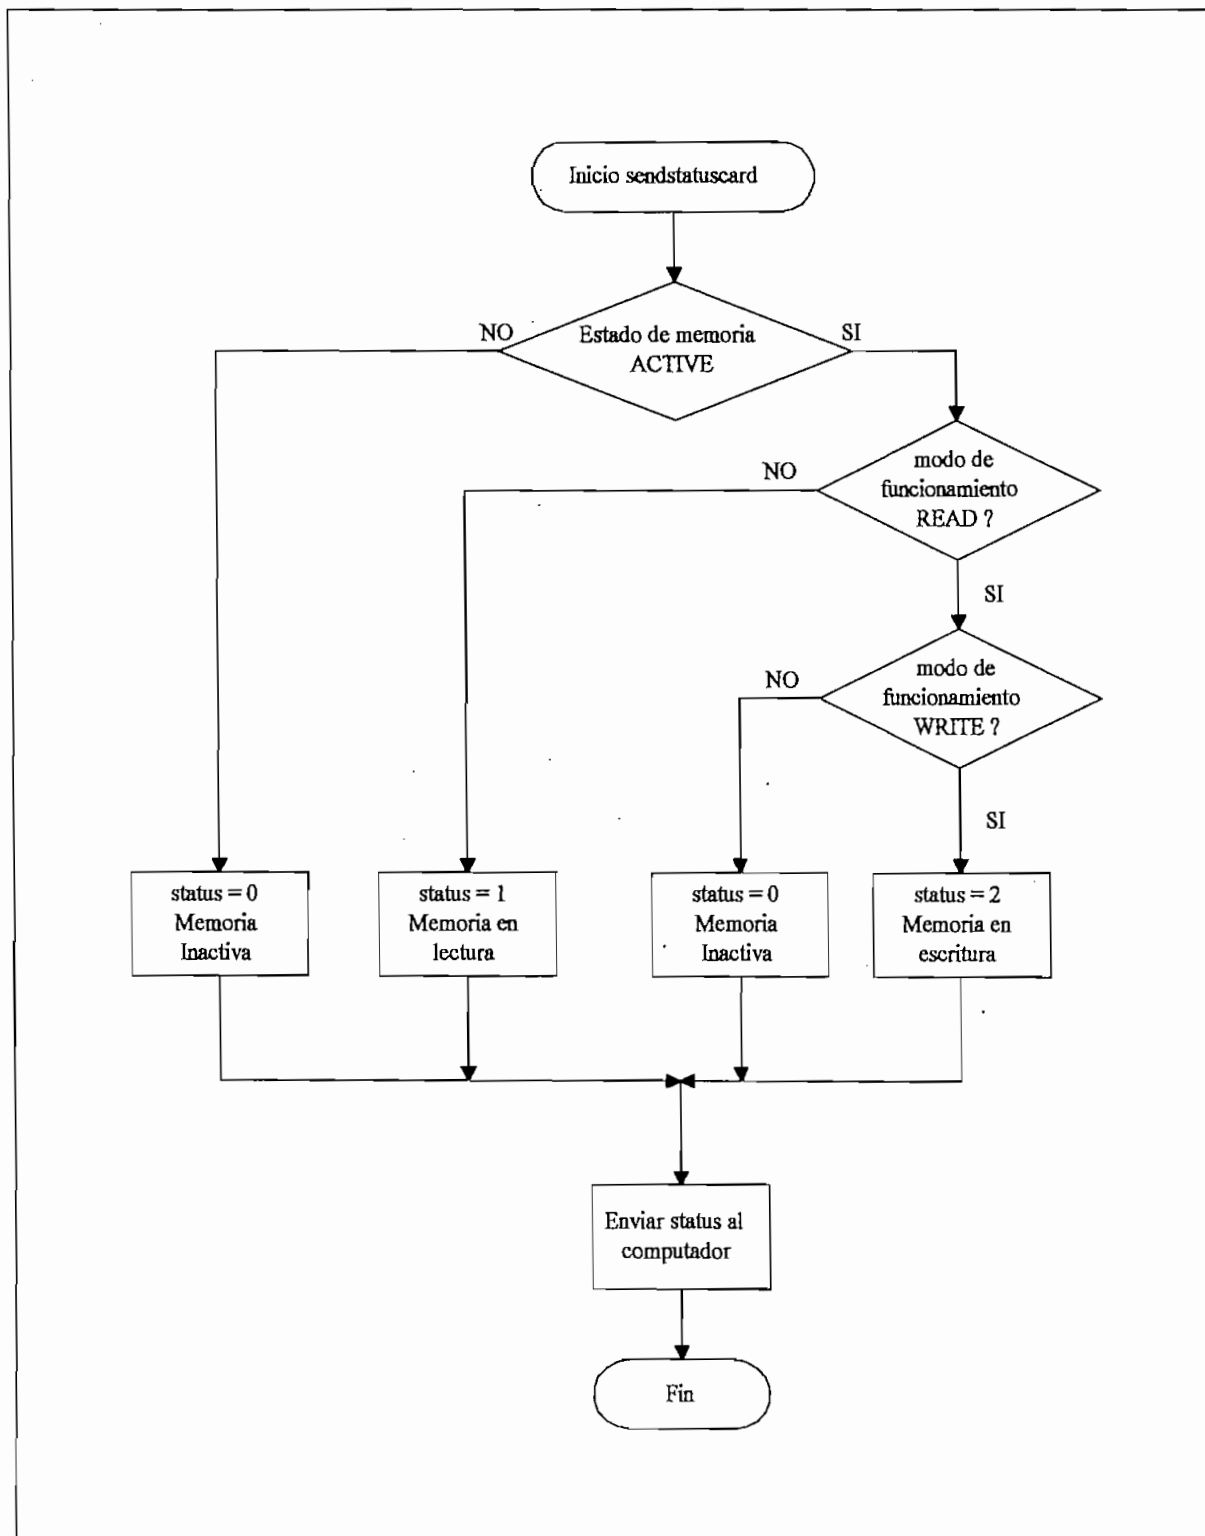 Inicio sendstatuscard
NO
Estado de memoria
SI
ACTIVE
NO
modo de
funcionamiento
READ ?
SI
NO
modo de
funcionamiento
WRITE ?
SI
status = 0
Memoria
Inactiva
status = 1
Memoria en
lectura
status = 0
Memoria
Inactiva
status = 2
Memoria en
escritura
Enviar status al
computador
Fin